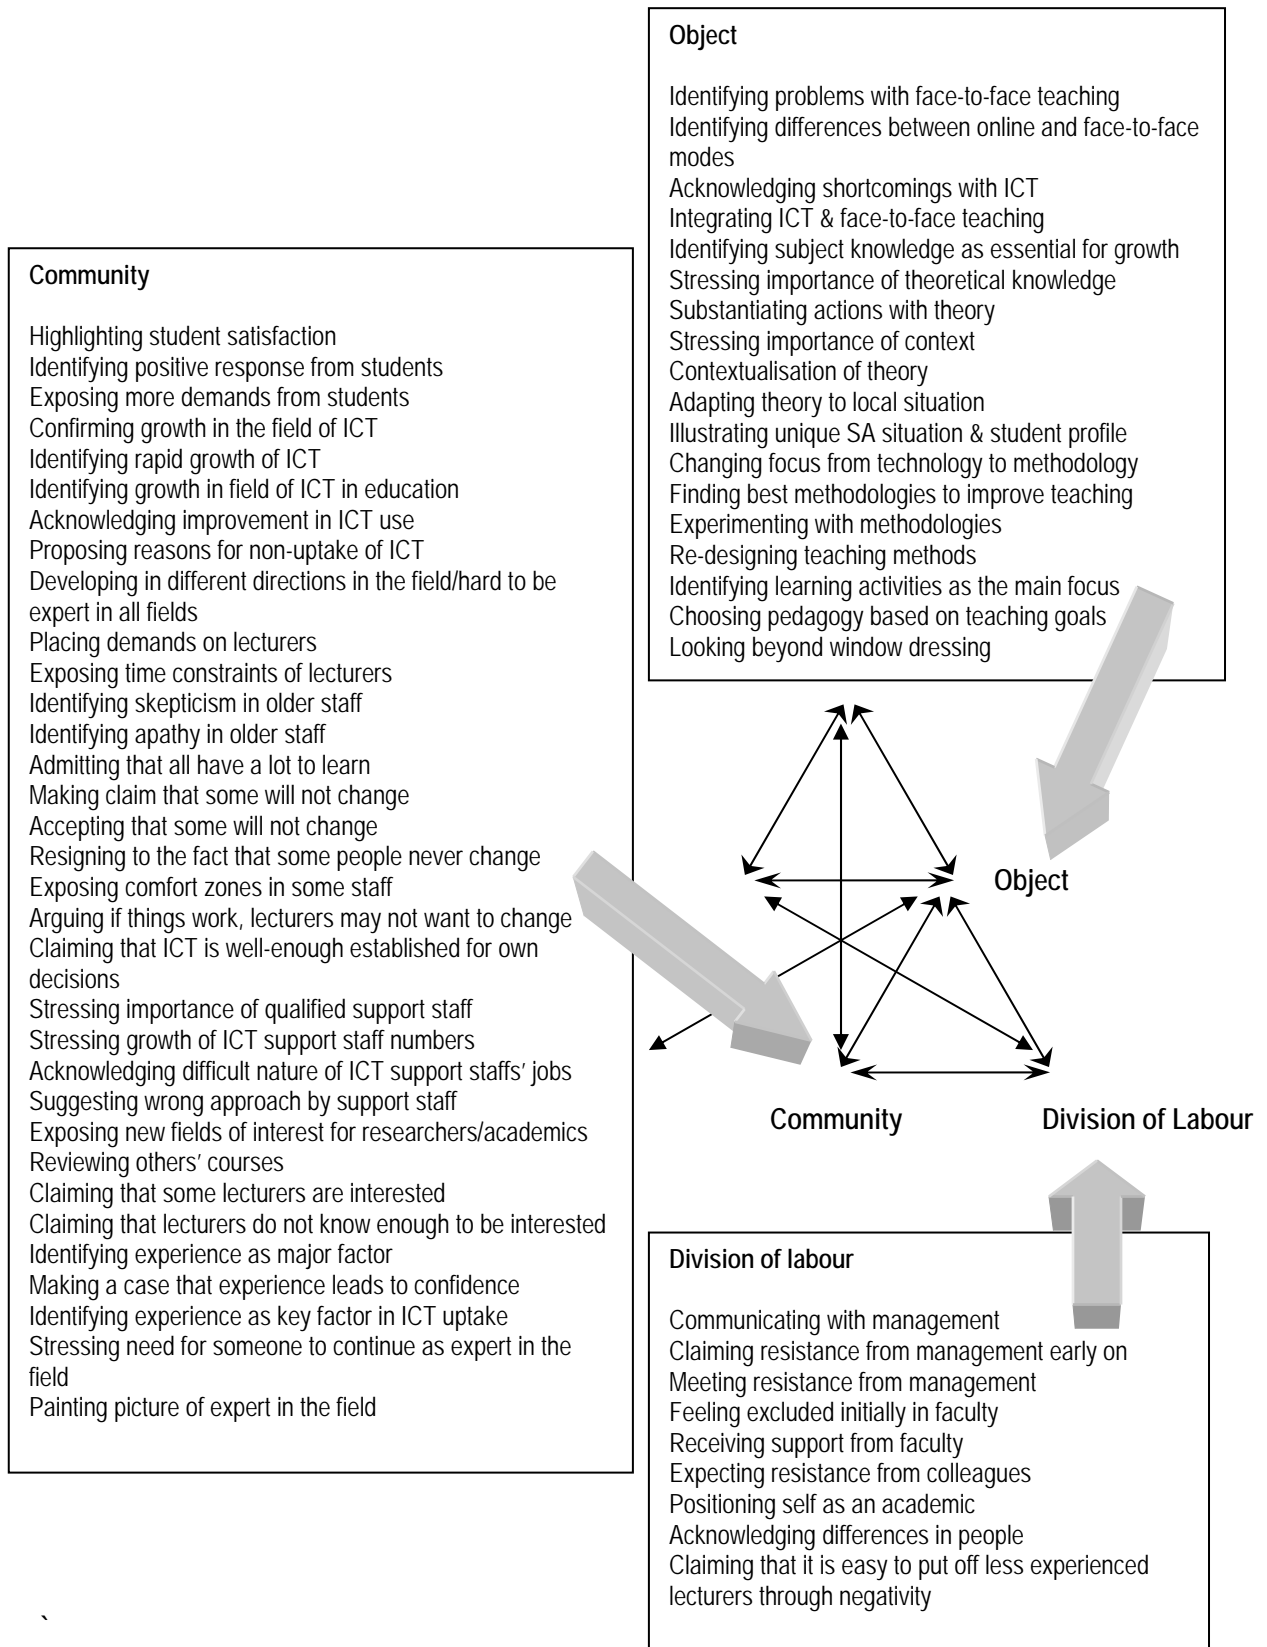 Object
Identifying problems with face-to-face teaching
Identifying differences between online and face-to-face
modes
Acknowledging shortcomings with ICT
Integrating ICT & face-to-face teaching
Identifying subject knowledge as essential for growth
Stressing importance of theoretical knowledge
Substantiating actions with theory
Stressing importance of context
Contextualisation of theory
Adapting theory to local situation
Illustrating unique SA situation & student profile
Changing focus from technology to methodology
Finding best methodologies to improve teaching
Experimenting with methodologies
Re-designing teaching methods
Identifying learning activities as the main focus
Choosing pedagogy based on teaching goals
Looking beyond window dressing
Community
Highlighting student satisfaction
Identifying positive response from students
Exposing more demands from students
Confirming growth in the field of ICT
Identifying rapid growth of ICT
Identifying growth in field of ICT in education
Acknowledging improvement in ICT use
Proposing reasons for non-uptake of ICT
Developing in different directions in the field/hard to be
expert in all fields
Placing demands on lecturers
Exposing time constraints of lecturers
Identifying skepticism in older staff
Identifying apathy in older staff
Admitting that all have a lot to learn
Making claim that some will not change
Accepting that some will not change
Resigning to the fact that some people never change
Exposing comfort zones in some staff
Arguing if things work, lecturers may not want to change
Claiming that ICT is well-enough established for own
decisions
Stressing importance of qualified support staff
Stressing growth of ICT support staff numbers
Acknowledging difficult nature of ICT support staffs' jobs
Suggesting wrong approach by support staff
Exposing new fields of interest for researchers/academics
Reviewing others' courses
Claiming that some lecturers are interested
Claiming that lecturers do not know enough to be interested
Identifying experience as major factor
Making a case that experience leads to confidence
Identifying experience as key factor in ICT uptake
Stressing need for someone to continue as expert in the
field
Painting picture of expert in the field
Object
Community
Division of Labour
Division of labour
Communicating with management
Claiming resistance from management early on
Meeting resistance from management
Feeling excluded initially in faculty
Receiving support from faculty
Expecting resistance from colleagues
Positioning self as an academic
Acknowledging differences in people
Claiming that it is easy to put off less experienced
lecturers through negativity
`